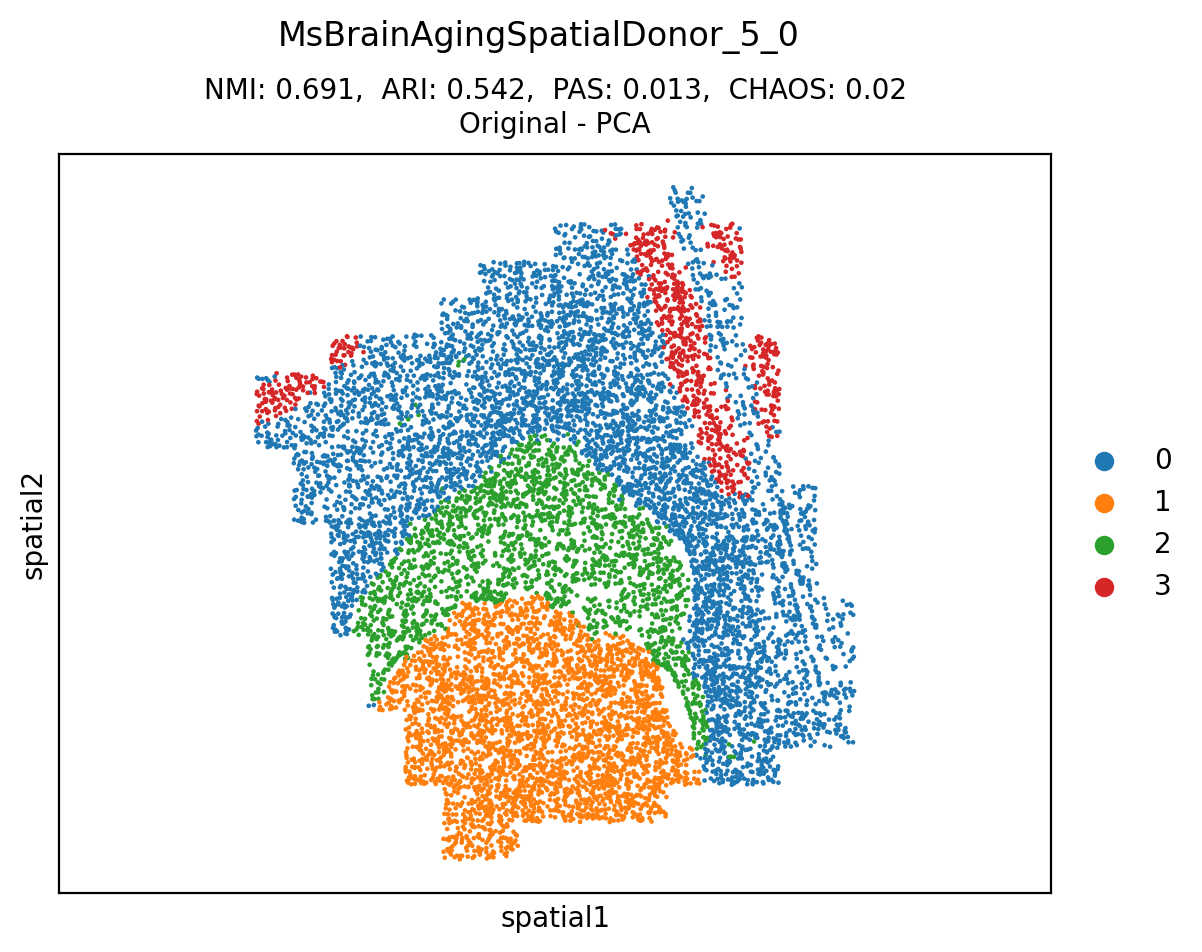 MsBrainAgingSpatialDonor_5_0
NMI: 0.691,  ARI: 0.542,  PAS: 0.013,  CHAOS: 0.02
Original - PCA
spatial2
0
1
2
3
spatial1